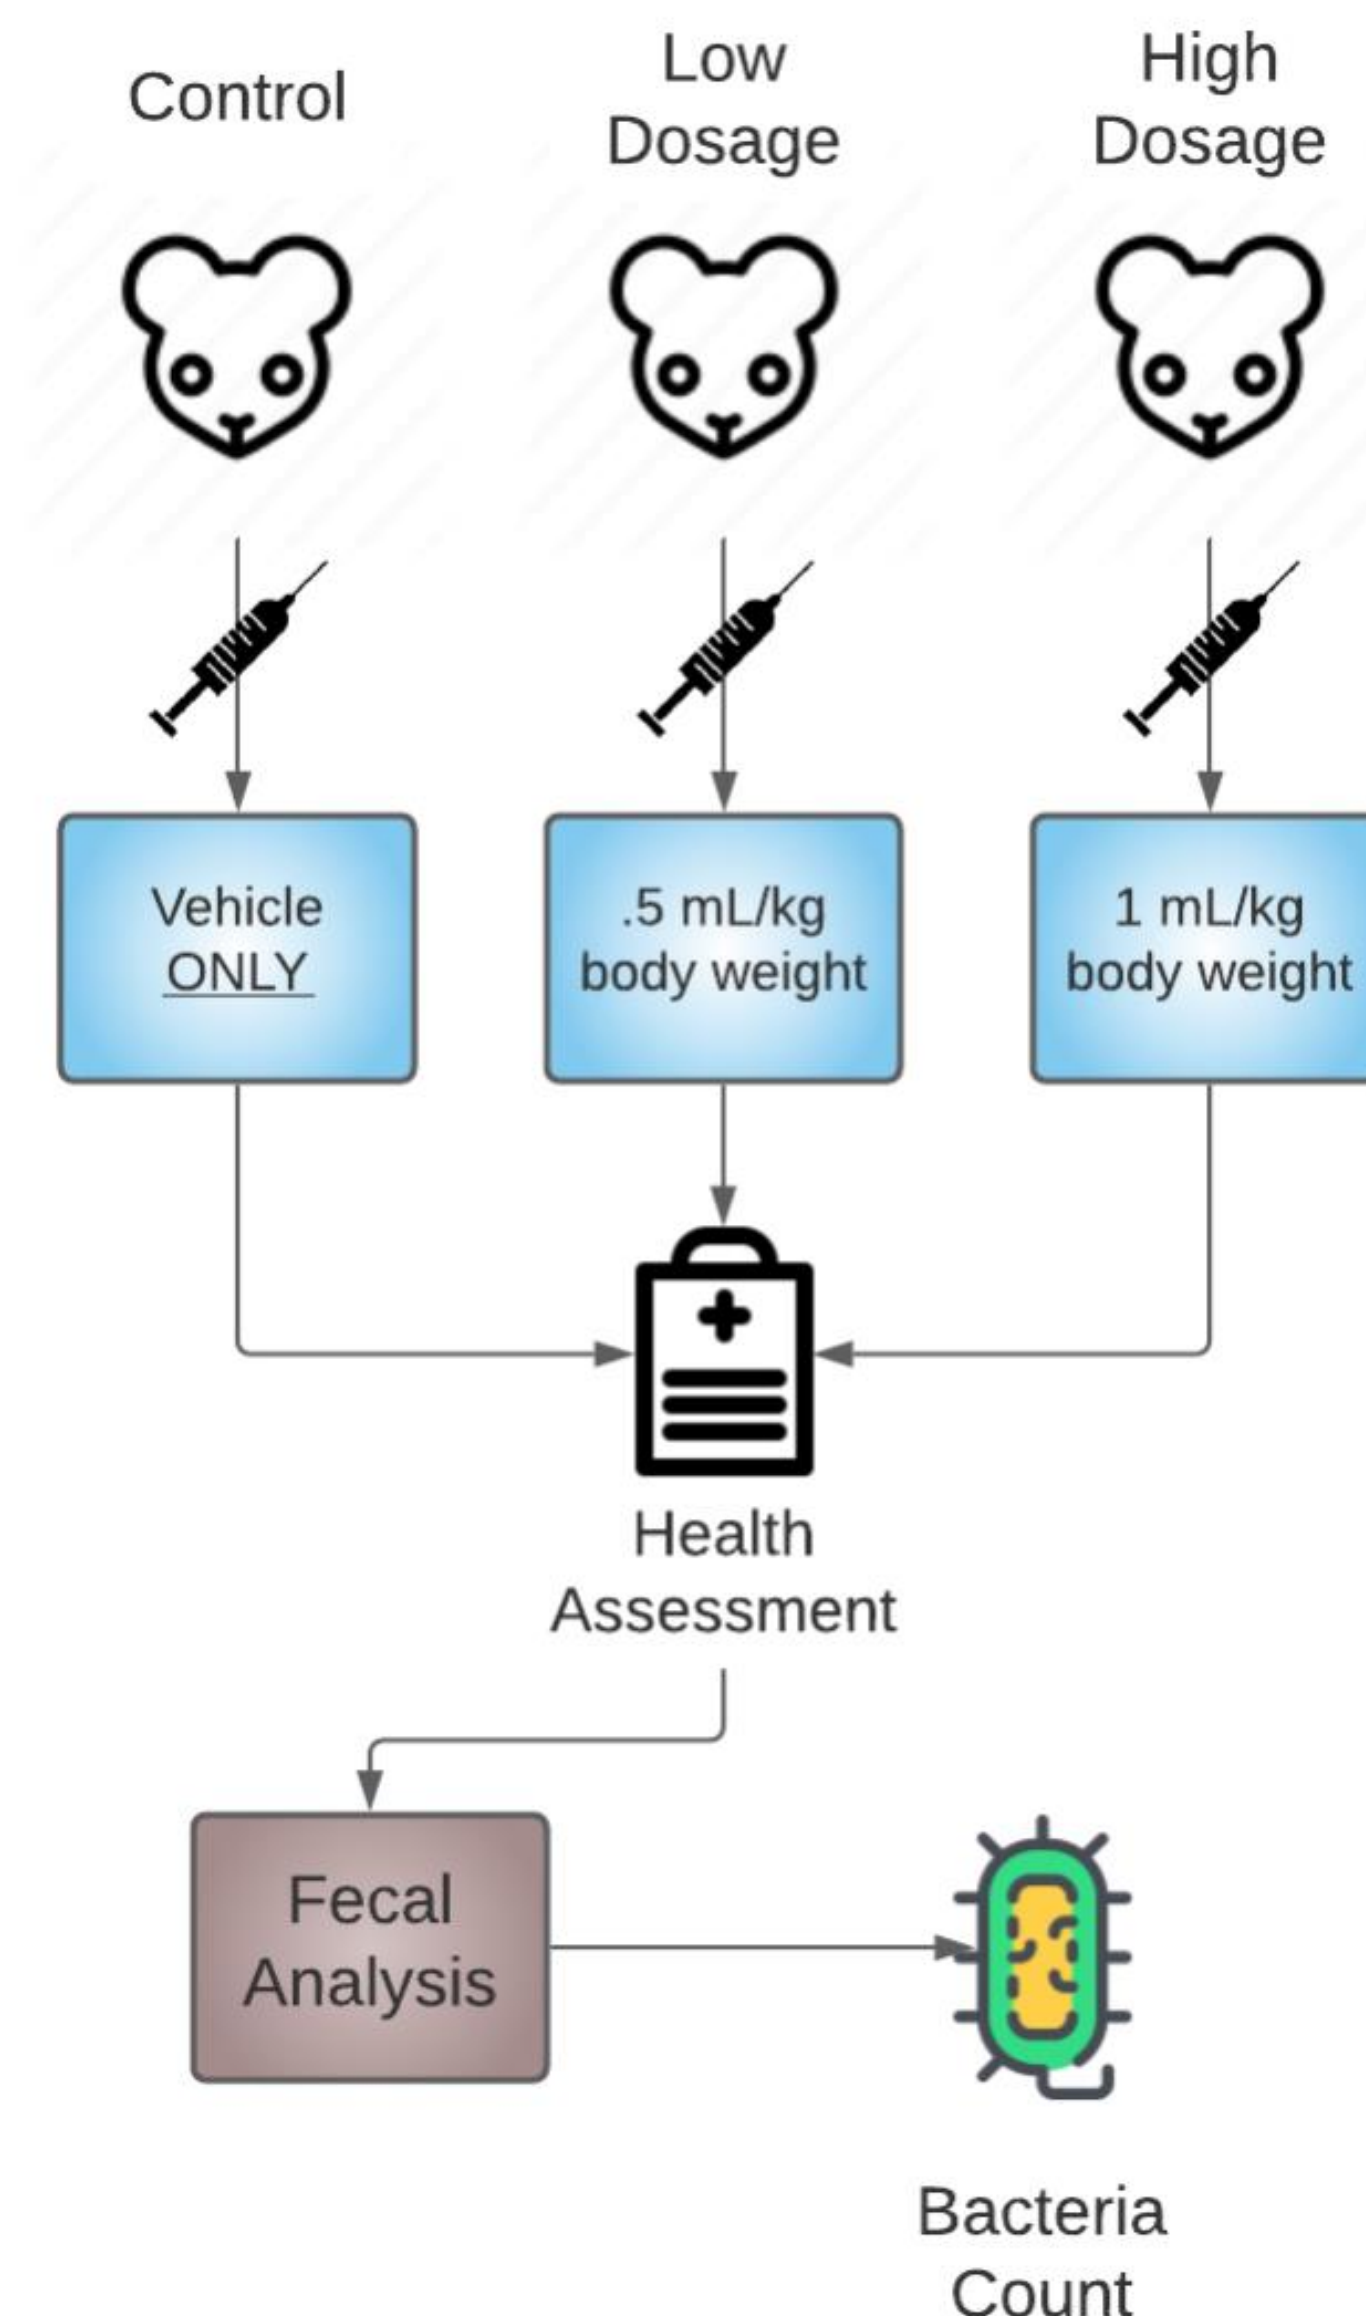 Control
Low
Dosage
High
Dosage
Vehicle
ONLY
.5 mL/kg
body weight
1 mL/kg
body weight
Health
Assessment
Fecal
Analysis
Bacteria
Count